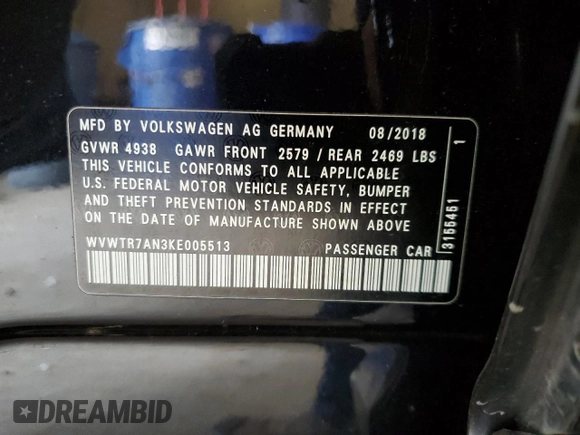 MFD BY VOLKSWAGEN AG GERMANY 08/2018
GVWR 4938 GAWR FRONT 2579 / REAR 2469 LBS
THIS VEHICLE CONFORMS TO ALL APPLICABLE
U.S. FEDERAL MOTOR VEHICLE SAFETY, BUMPER
AND THEFT PREVENTION STANDARDS IN EFFECT
ON THE DATE OF MANUFACTURE SHOWN ABOVE
WVWTR7AN3KE005513 PASSENGER CAR
3155451 1
DREAMBID